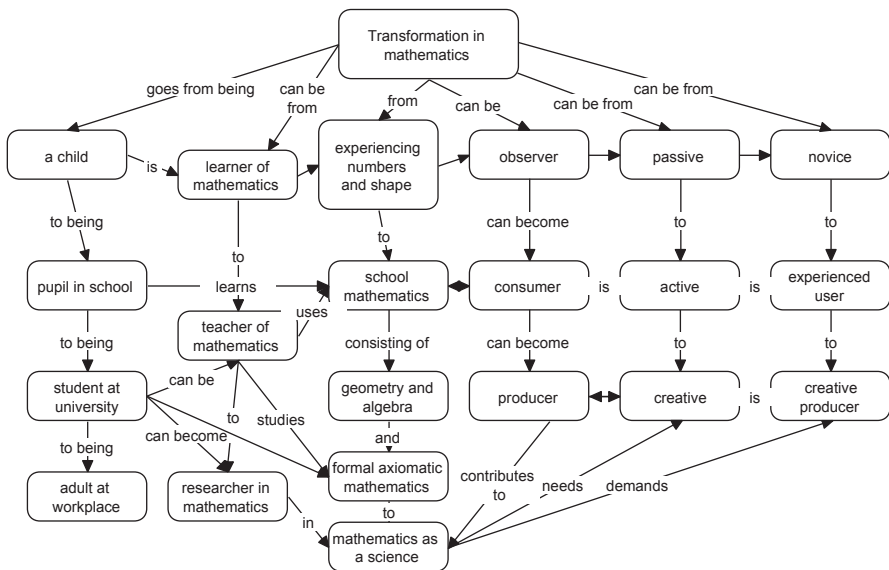 Transformation in
mathematics
goes from being
can be
from
from
can be
can be from
can be from
a child
is
learner of
mathematics
experiencing
numbers
and shape
observer
passive
novice
to being
to
to
can become
to
to
pupil in school
learns
school
mathematics
consumer
is
active
is
experienced
user
uses
teacher of
mathematics
to being
consisting of
can become
to
to
student at
university
can be
to
studies
geometry and
algebra
producer
creative
is
creative
producer
to being
can become
and
adult at
workplace
researcher in
mathematics
formal axiomatic
mathematics
contributes
to
needs
demands
in
to
mathematics as
a science